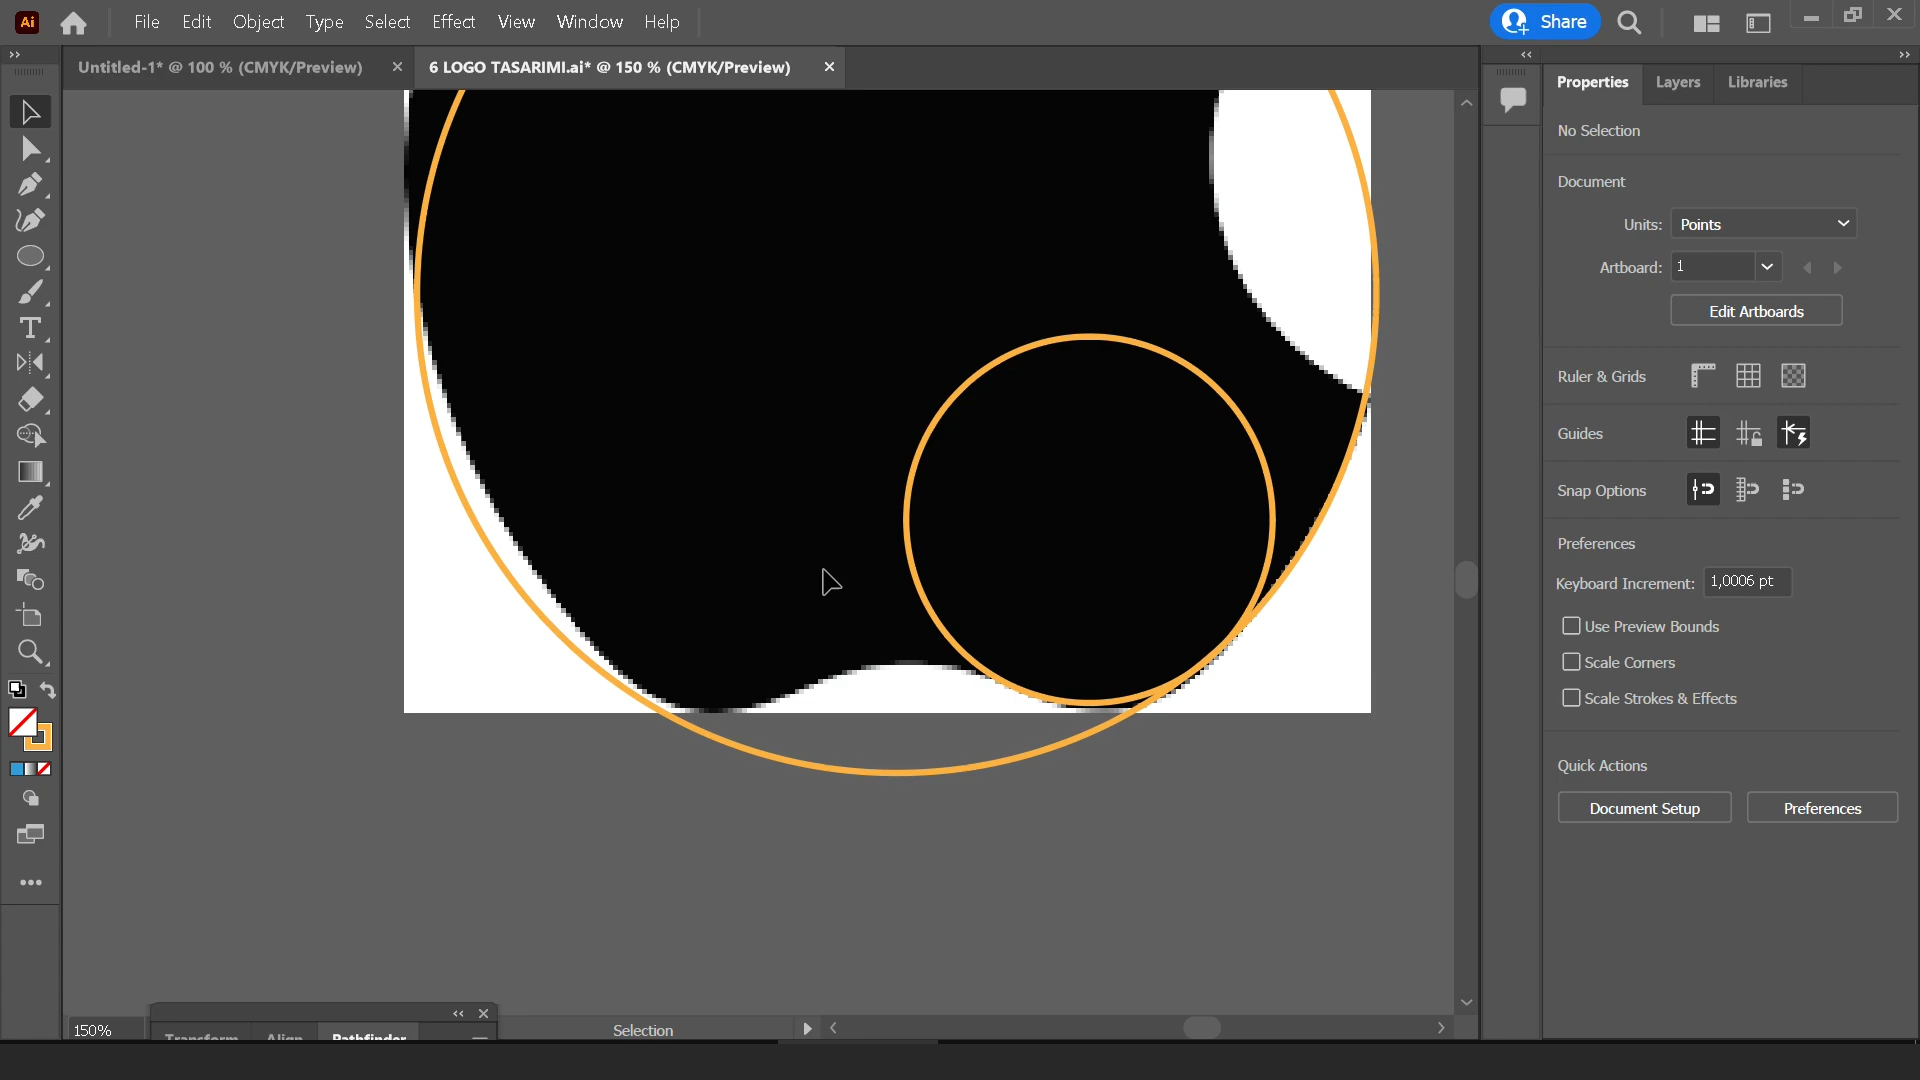 Ai File Edit Object Type Select Effect View Window Help Share
Untitled-1* @ 100 % (CMYK/Preview) 6 LOGO TASARIMI.ai* @ 150 % (CMYK/Preview)
Properties Layers Libraries
No Selection
Document
Units: Points
Artboard: 1
Edit Artboards
Ruler & Grids
Guides
Snap Options
Preferences
Keyboard Increment: 1,0006 pt
Use Preview Bounds
Scale Corners
Scale Strokes & Effects
Quick Actions
Document Setup Preferences
150% Selection
Transform Align Pathfinder